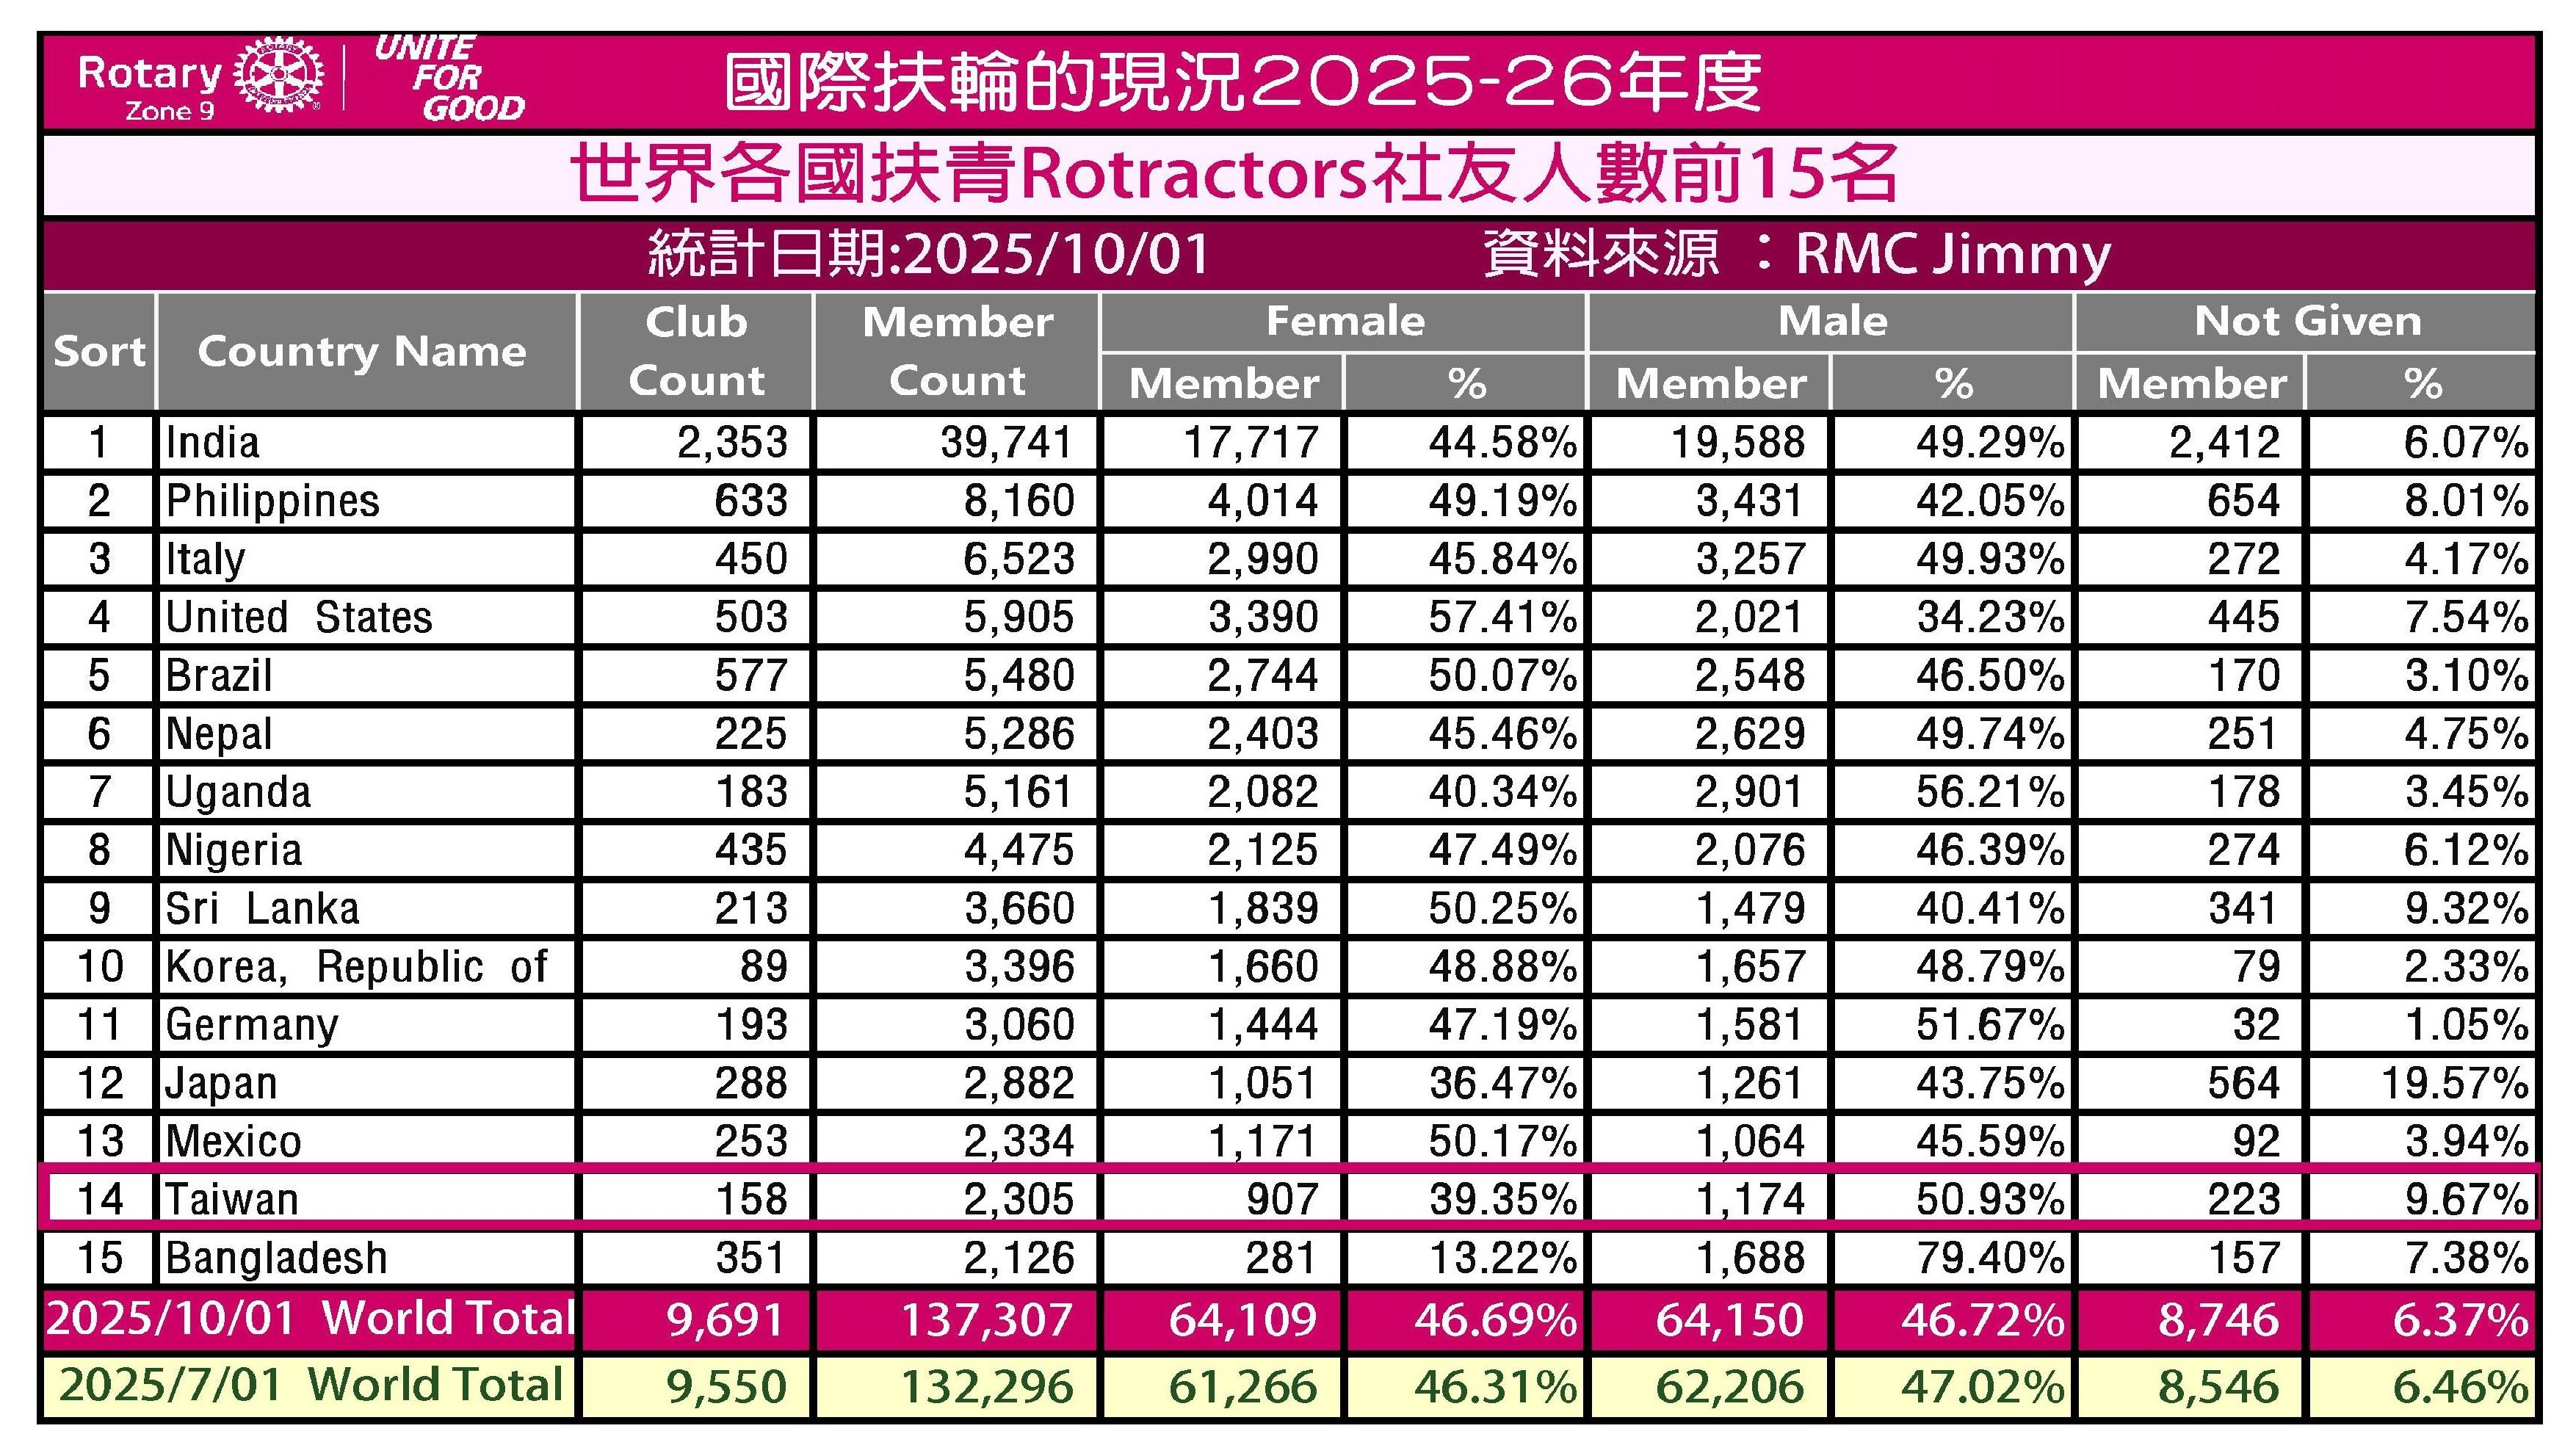 Rotary
Zone 9
UNITE
FOR
GOOD
國際扶輪的現況2025-26年度
世界各國扶青Rotractors社友人數前15名
統計日期:2025/10/01 資料來源 ：RMC Jimmy
Sort Country Name Club Count Member Count Female Male Not Given
Member % Member % Member %
1 India 2,353 39,741 17,717 44.58% 19,588 49.29% 2,412 6.07%
2 Philippines 633 8,160 4,014 49.19% 3,431 42.05% 654 8.01%
3 Italy 450 6,523 2,990 45.84% 3,257 49.93% 272 4.17%
4 United States 503 5,905 3,390 57.41% 2,021 34.23% 445 7.54%
5 Brazil 577 5,480 2,744 50.07% 2,548 46.50% 170 3.10%
6 Nepal 225 5,286 2,403 45.46% 2,629 49.74% 251 4.75%
7 Uganda 183 5,161 2,082 40.34% 2,901 56.21% 178 3.45%
8 Nigeria 435 4,475 2,125 47.49% 2,076 46.39% 274 6.12%
9 Sri Lanka 213 3,660 1,839 50.25% 1,479 40.41% 341 9.32%
10 Korea, Republic of 89 3,396 1,660 48.88% 1,657 48.79% 79 2.33%
11 Germany 193 3,060 1,444 47.19% 1,581 51.67% 32 1.05%
12 Japan 288 2,882 1,051 36.47% 1,261 43.75% 564 19.57%
13 Mexico 253 2,334 1,171 50.17% 1,064 45.59% 92 3.94%
14 Taiwan 158 2,305 907 39.35% 1,174 50.93% 223 9.67%
15 Bangladesh 351 2,126 281 13.22% 1,688 79.40% 157 7.38%
2025/10/01 World Total 9,691 137,307 64,109 46.69% 64,150 46.72% 8,746 6.37%
2025/7/01 World Total 9,550 132,296 61,266 46.31% 62,206 47.02% 8,546 6.46%